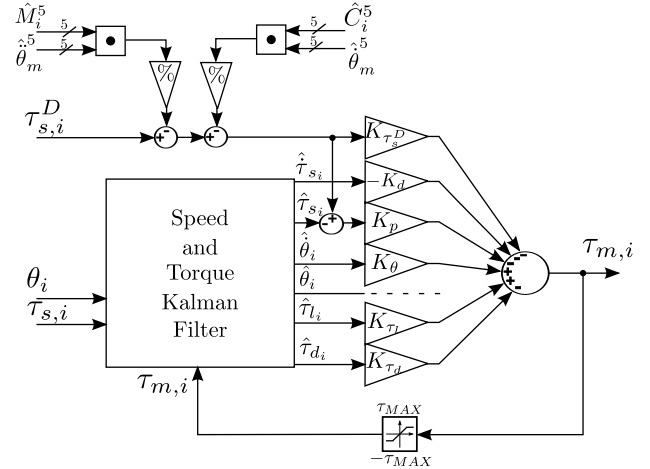 M̂_i^5 5
θ̈̂_m^5 5
Ĉ_i^5 5
θ̇̂_m^5 5
% %
τ_{s,i}^D
+ -
+ -
K_{τ_s^D}
τ̇̂_{s_i}
−K_d
τ̂_{s_i}
- +
K_p
θ̇̂_i
K_θ
θ̂_i
τ̂_{l_i}
K_{τ_l}
τ̂_{d_i}
K_{τ_d}
Speed
and
Torque
Kalman
Filter
θ_i
τ_{s,i}
- - - + + -
τ_{m,i}
τ_{m,i}
τ_{MAX}
−τ_{MAX}